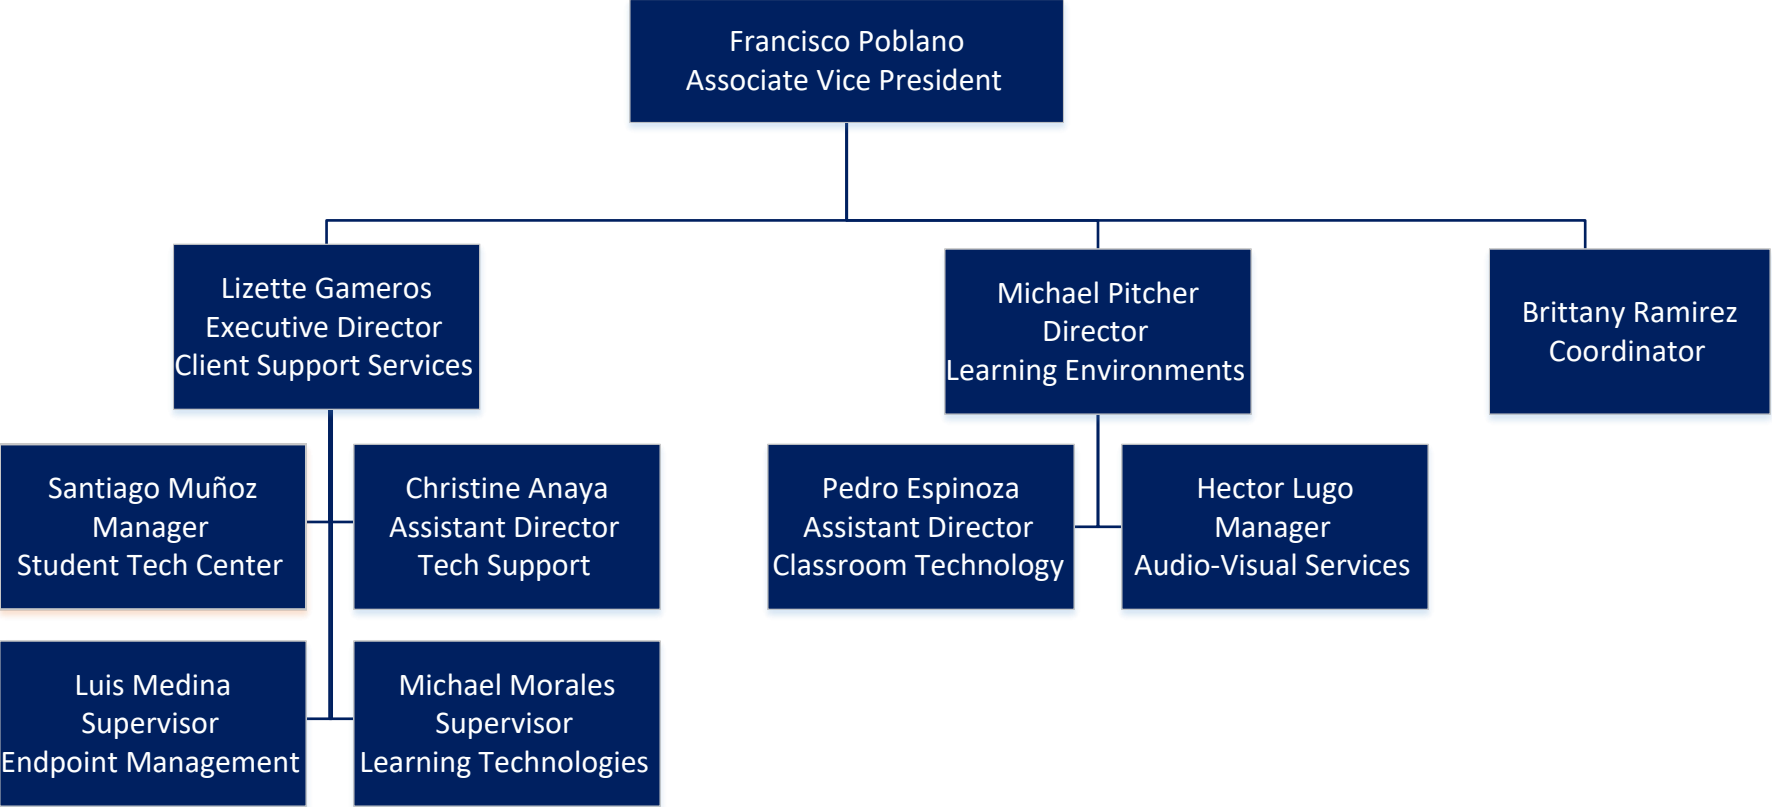 Francisco Poblano
Associate Vice President
Lizette Gameros
Executive Director
Client Support Services
Michael Pitcher
Director
Learning Environments
Brittany Ramirez
Coordinator
Santiago Muñoz
Manager
Student Tech Center
Christine Anaya
Assistant Director
Tech Support
Pedro Espinoza
Assistant Director
Classroom Technology
Hector Lugo
Manager
Audio-Visual Services
Luis Medina
Supervisor
Endpoint Management
Michael Morales
Supervisor
Learning Technologies